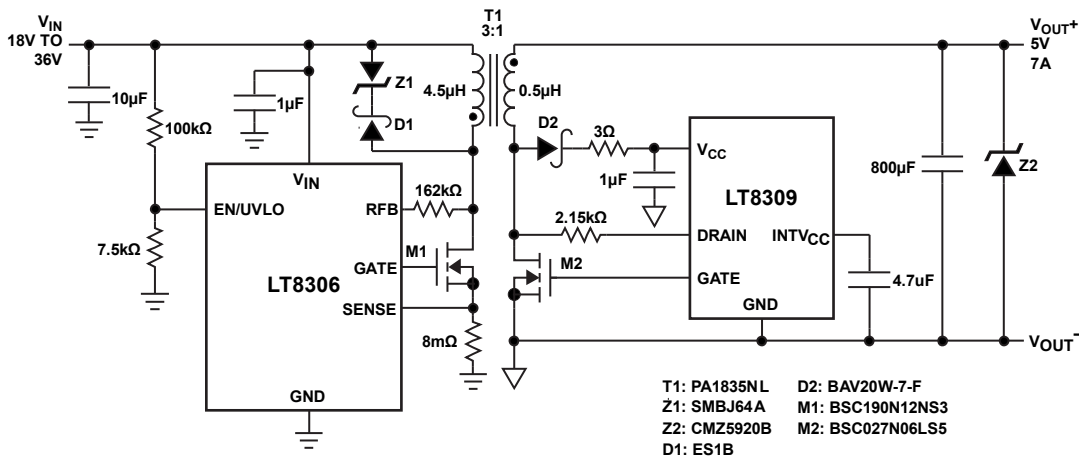 VIN
18V TO
36V
10µF
100kΩ
7.5kΩ
1µF
Z1
D1
4.5µH
T1
3:1
0.5µH
VIN
EN/UVLO
RFB
GATE
SENSE
GND
LT8306
162kΩ
M1
8mΩ
D2
3Ω
1µF
2.15kΩ
M2
VCC
LT8309
DRAIN
INTVCC
GATE
GND
4.7uF
800µF
Z2
VOUT+
5V
7A
VOUT-
T1: PA1835NL D2: BAV20W-7-F
Z1: SMBJ64A M1: BSC190N12NS3
Z2: CMZ5920B M2: BSC027N06LS5
D1: ES1B